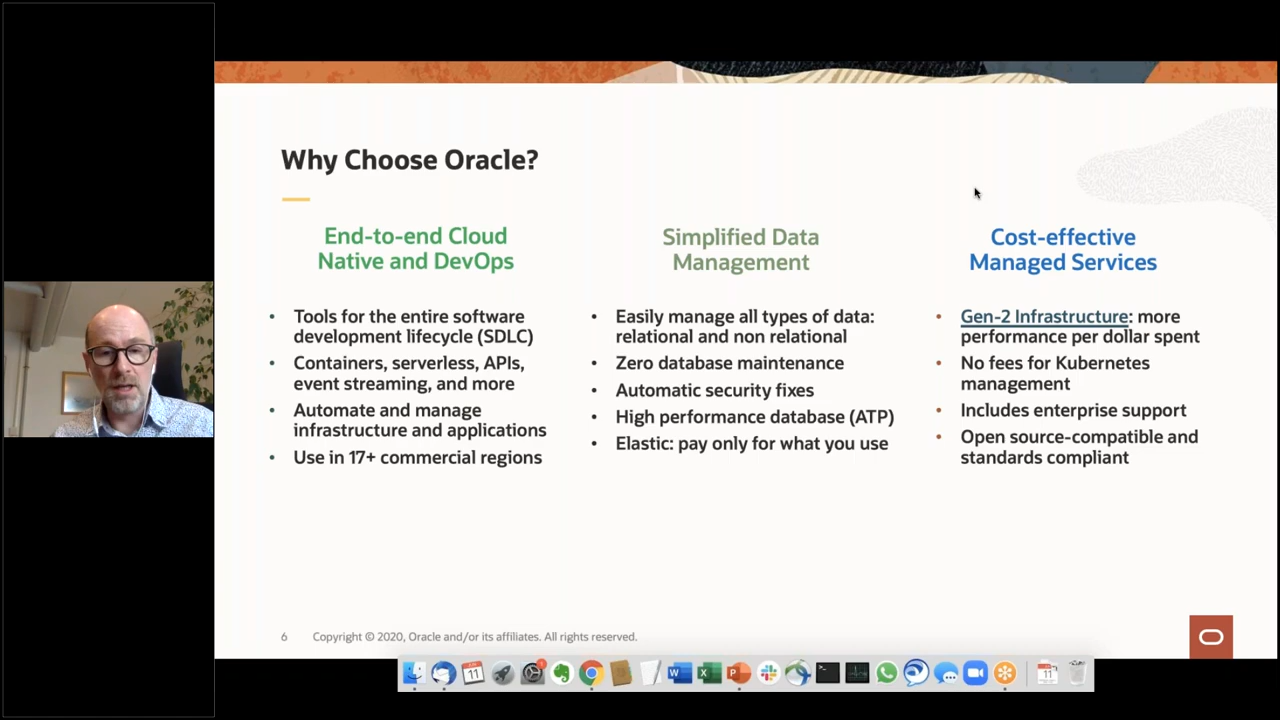 Why Choose Oracle?
End-to-end Cloud
Native and DevOps
• Tools for the entire software
development lifecycle (SDLC)
• Containers, serverless, APIs,
event streaming, and more
• Automate and manage
infrastructure and applications
• Use in 17+ commercial regions
Simplified Data
Management
• Easily manage all types of data:
relational and non relational
• Zero database maintenance
• Automatic security fixes
• High performance database (ATP)
• Elastic: pay only for what you use
Cost-effective
Managed Services
• Gen-2 Infrastructure: more
performance per dollar spent
• No fees for Kubernetes
management
• Includes enterprise support
• Open source-compatible and
standards compliant
6 Copyright © 2020, Oracle and/or its affiliates. All rights reserved.
11
W
X
P
11